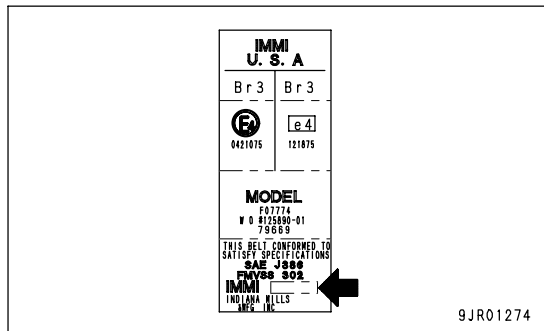 IMMI
U. S. A
Br3 Br3
E4 e4
0421075 121875
MODEL
F07774
W O #125890-01
79669
THIS BELT CONFORMED TO
SATISFY SPECIFICATIONS
SAE J386
FMVSS 302
IMMI
INDIANA MILLS
&MFG INC
9JR01274